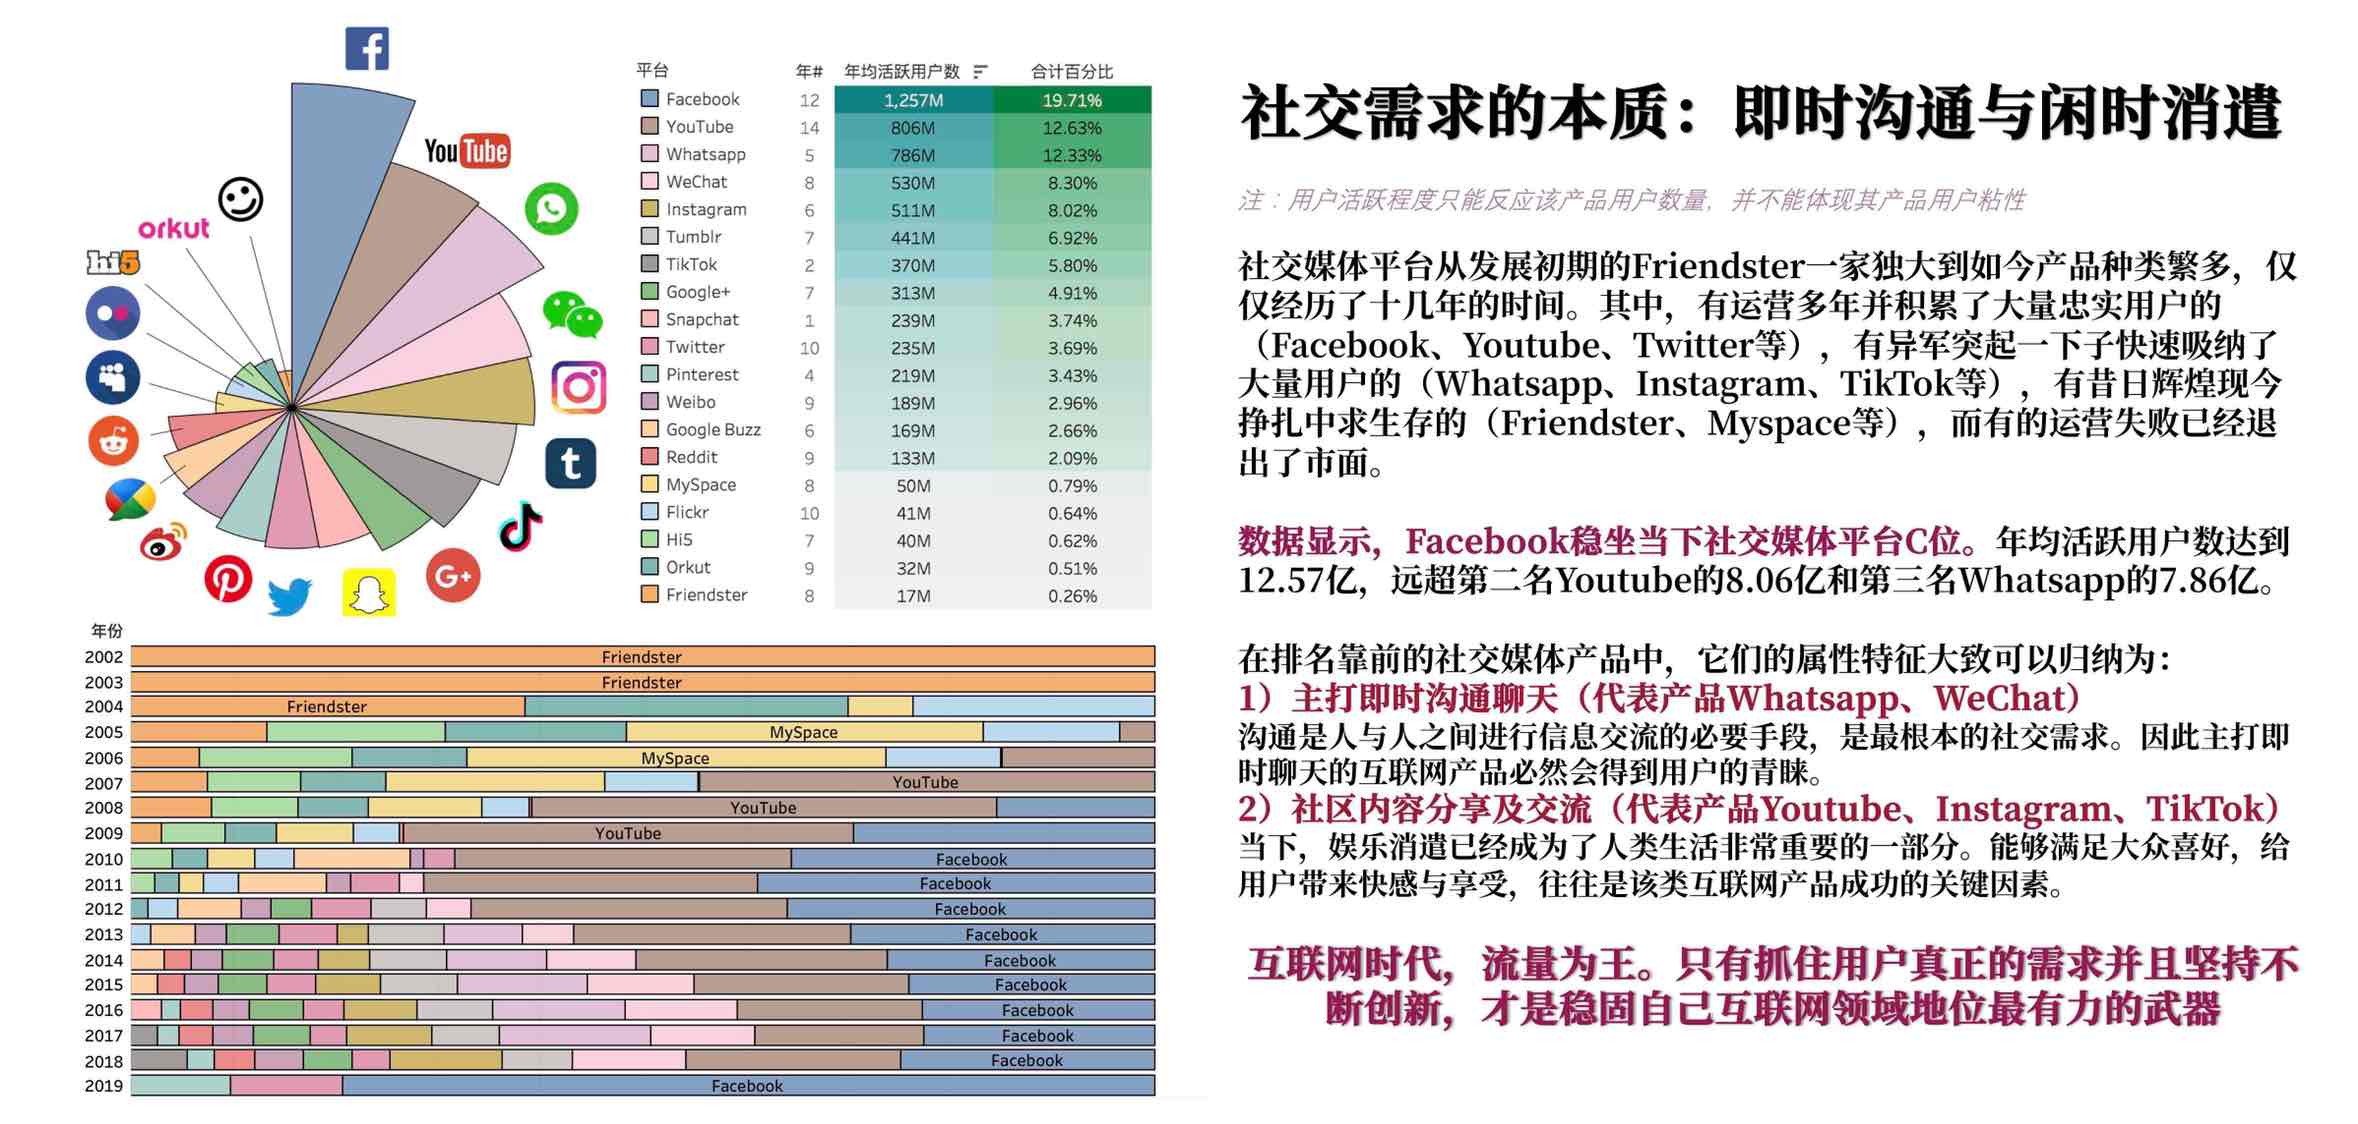 YouTube
orkut
hi5
t
G+
平台 年# 年均活跃用户数 合计百分比
Facebook 12 1,257M 19.71%
YouTube 14 806M 12.63%
Whatsapp 5 786M 12.33%
WeChat 8 530M 8.30%
Instagram 6 511M 8.02%
Tumblr 7 441M 6.92%
TikTok 2 370M 5.80%
Google+ 7 313M 4.91%
Snapchat 1 239M 3.74%
Twitter 10 235M 3.69%
Pinterest 4 219M 3.43%
Weibo 9 189M 2.96%
Google Buzz 6 169M 2.66%
Reddit 9 133M 2.09%
MySpace 8 50M 0.79%
Flickr 10 41M 0.64%
Hi5 7 40M 0.62%
Orkut 9 32M 0.51%
Friendster 8 17M 0.26%
年份
2002 Friendster
2003 Friendster
2004 Friendster
2005 MySpace
2006 MySpace
2007 YouTube
2008 YouTube
2009 YouTube
2010 Facebook
2011 Facebook
2012 Facebook
2013 Facebook
2014 Facebook
2015 Facebook
2016 Facebook
2017 Facebook
2018 Facebook
2019 Facebook
社交需求的本质：即时沟通与闲时消遣
注：用户活跃程度只能反应该产品用户数量，并不能体现其产品用户粘性
社交媒体平台从发展初期的Friendster一家独大到如今产品种类繁多，仅
仅经历了十几年的时间。其中，有运营多年并积累了大量忠实用户的
（Facebook、Youtube、Twitter等），有异军突起一下子快速吸纳了
大量用户的（Whatsapp、Instagram、TikTok等），有昔日辉煌现今
挣扎中求生存的（Friendster、Myspace等），而有的运营失败已经退
出了市面。
数据显示，Facebook稳坐当下社交媒体平台C位。年均活跃用户数达到
12.57亿，远超第二名Youtube的8.06亿和第三名Whatsapp的7.86亿。
在排名靠前的社交媒体产品中，它们的属性特征大致可以归纳为：
1）主打即时沟通聊天（代表产品Whatsapp、WeChat）
沟通是人与人之间进行信息交流的必要手段，是最根本的社交需求。因此主打即
时聊天的互联网产品必然会得到用户的青睐。
2）社区内容分享及交流（代表产品Youtube、Instagram、TikTok）
当下，娱乐消遣已经成为了人类生活非常重要的一部分。能够满足大众喜好，给
用户带来快感与享受，往往是该类互联网产品成功的关键因素。
互联网时代，流量为王。只有抓住用户真正的需求并且坚持不
断创新，才是稳固自己互联网领域地位最有力的武器